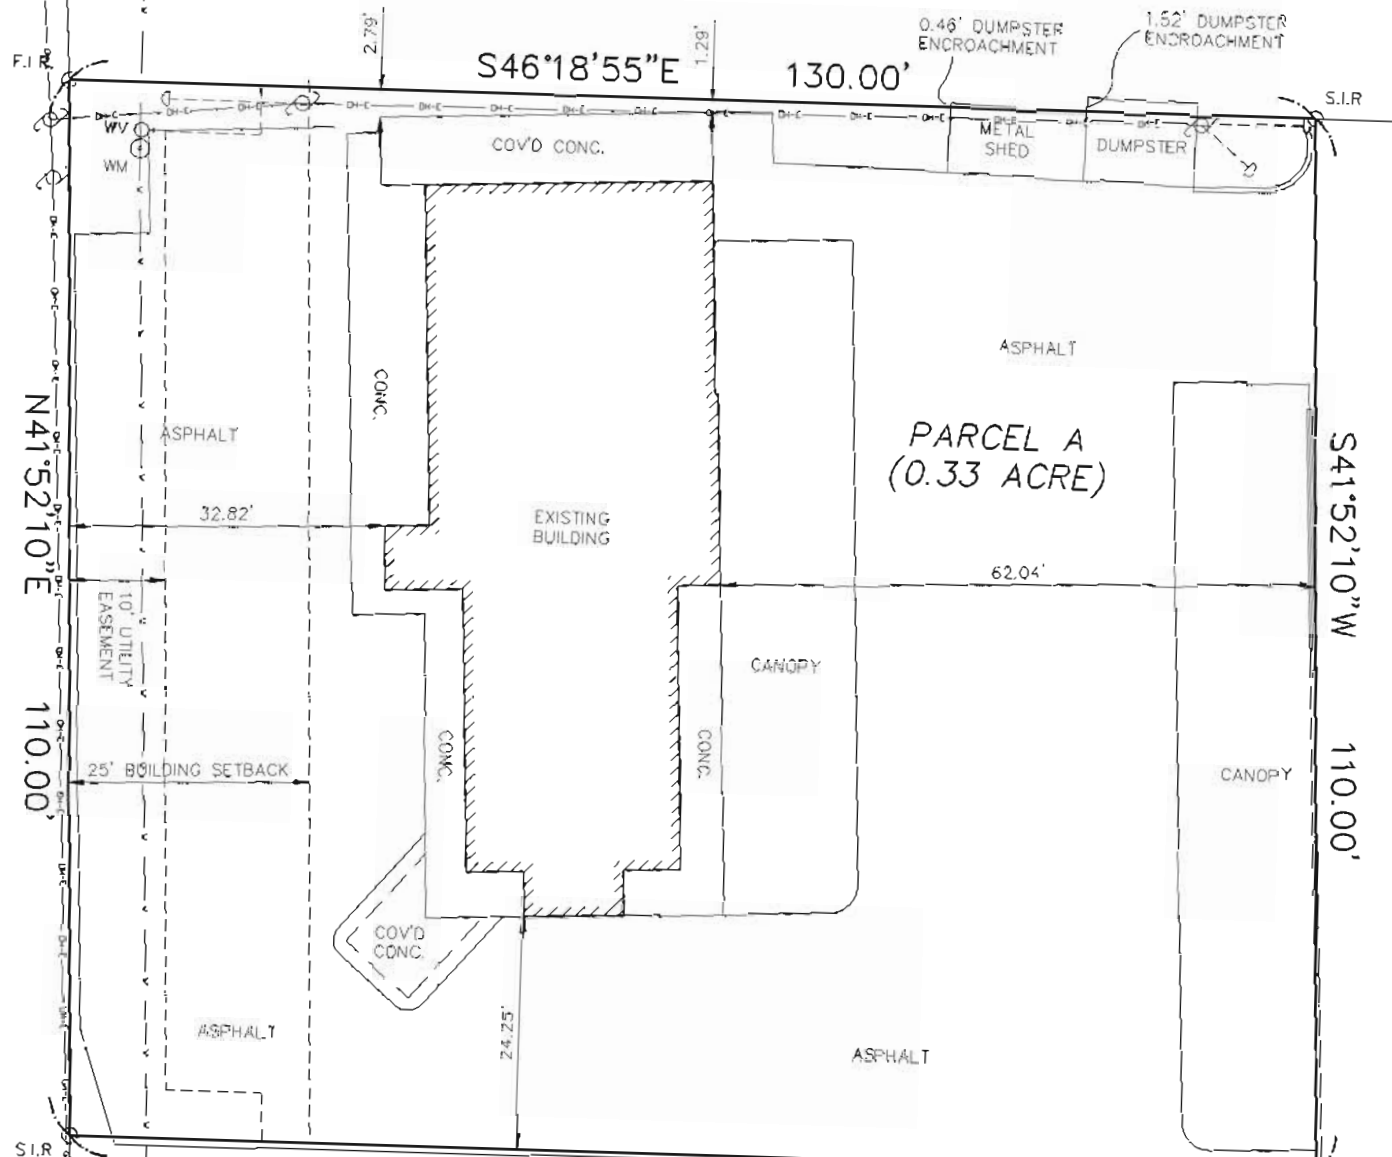 0.46' DUMPSTER
ENCROACHMENT
1.52' DUMPSTER
ENCROACHMENT
2.79'
1.29'
S46°18'55"E 130.00'
F.I.R.
S.I.R
WV
WM
COV'D CONC.
METAL
SHED
DUMPSTER
CONC.
ASPHALT
ASPHALT
PARCEL A
(0.33 ACRE)
N41°52'10"E 110.00'
S41°52'10"W 110.00'
32.82'
EXISTING
BUILDING
62.04'
10' UTILITY
EASEMENT
CANOPY
25' BUILDING SETBACK
CONC.
CONC.
CANOPY
COV'D
CONC.
ASPHALT
24.25'
ASPHALT
S.I.R